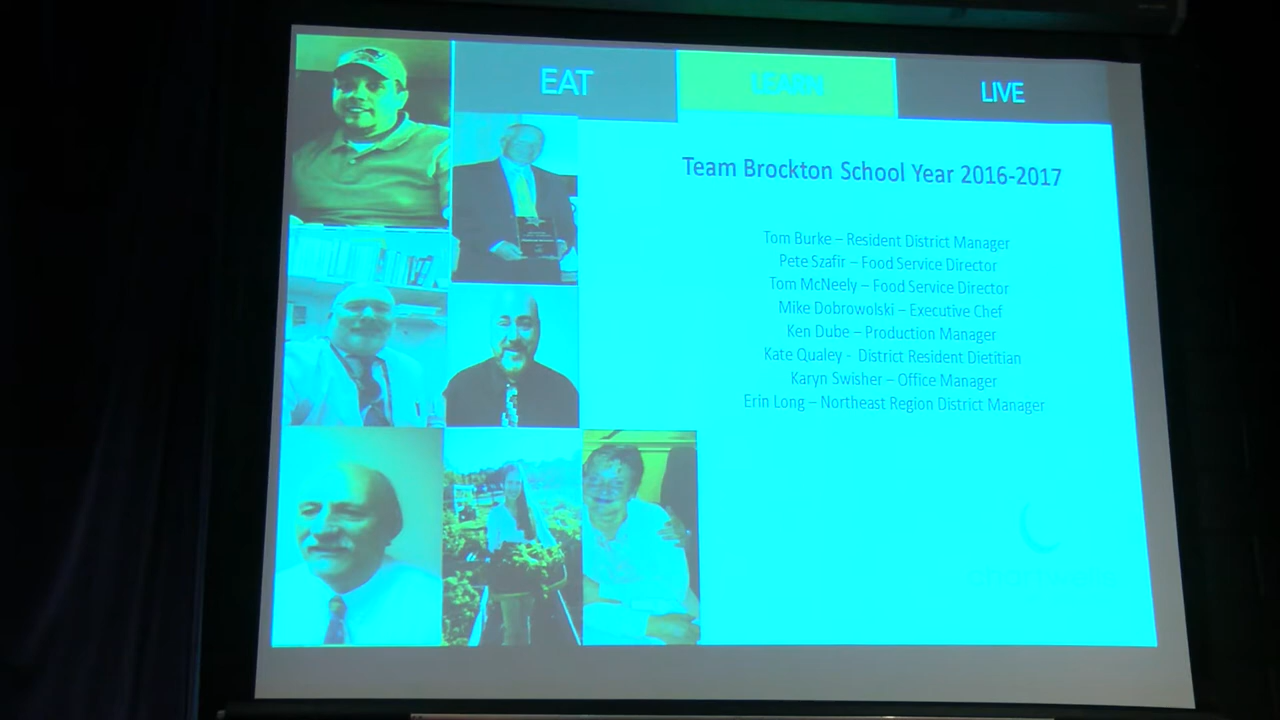 EAT
LEARN
LIVE
Team Brockton School Year 2016-2017
Tom Burke – Resident District Manager
Pete Szafir – Food Service Director
Tom McNeely – Food Service Director
Mike Dobrowolski – Executive Chef
Ken Dube – Production Manager
Kate Qualey - District Resident Dietitian
Karyn Swisher – Office Manager
Erin Long – Northeast Region District Manager